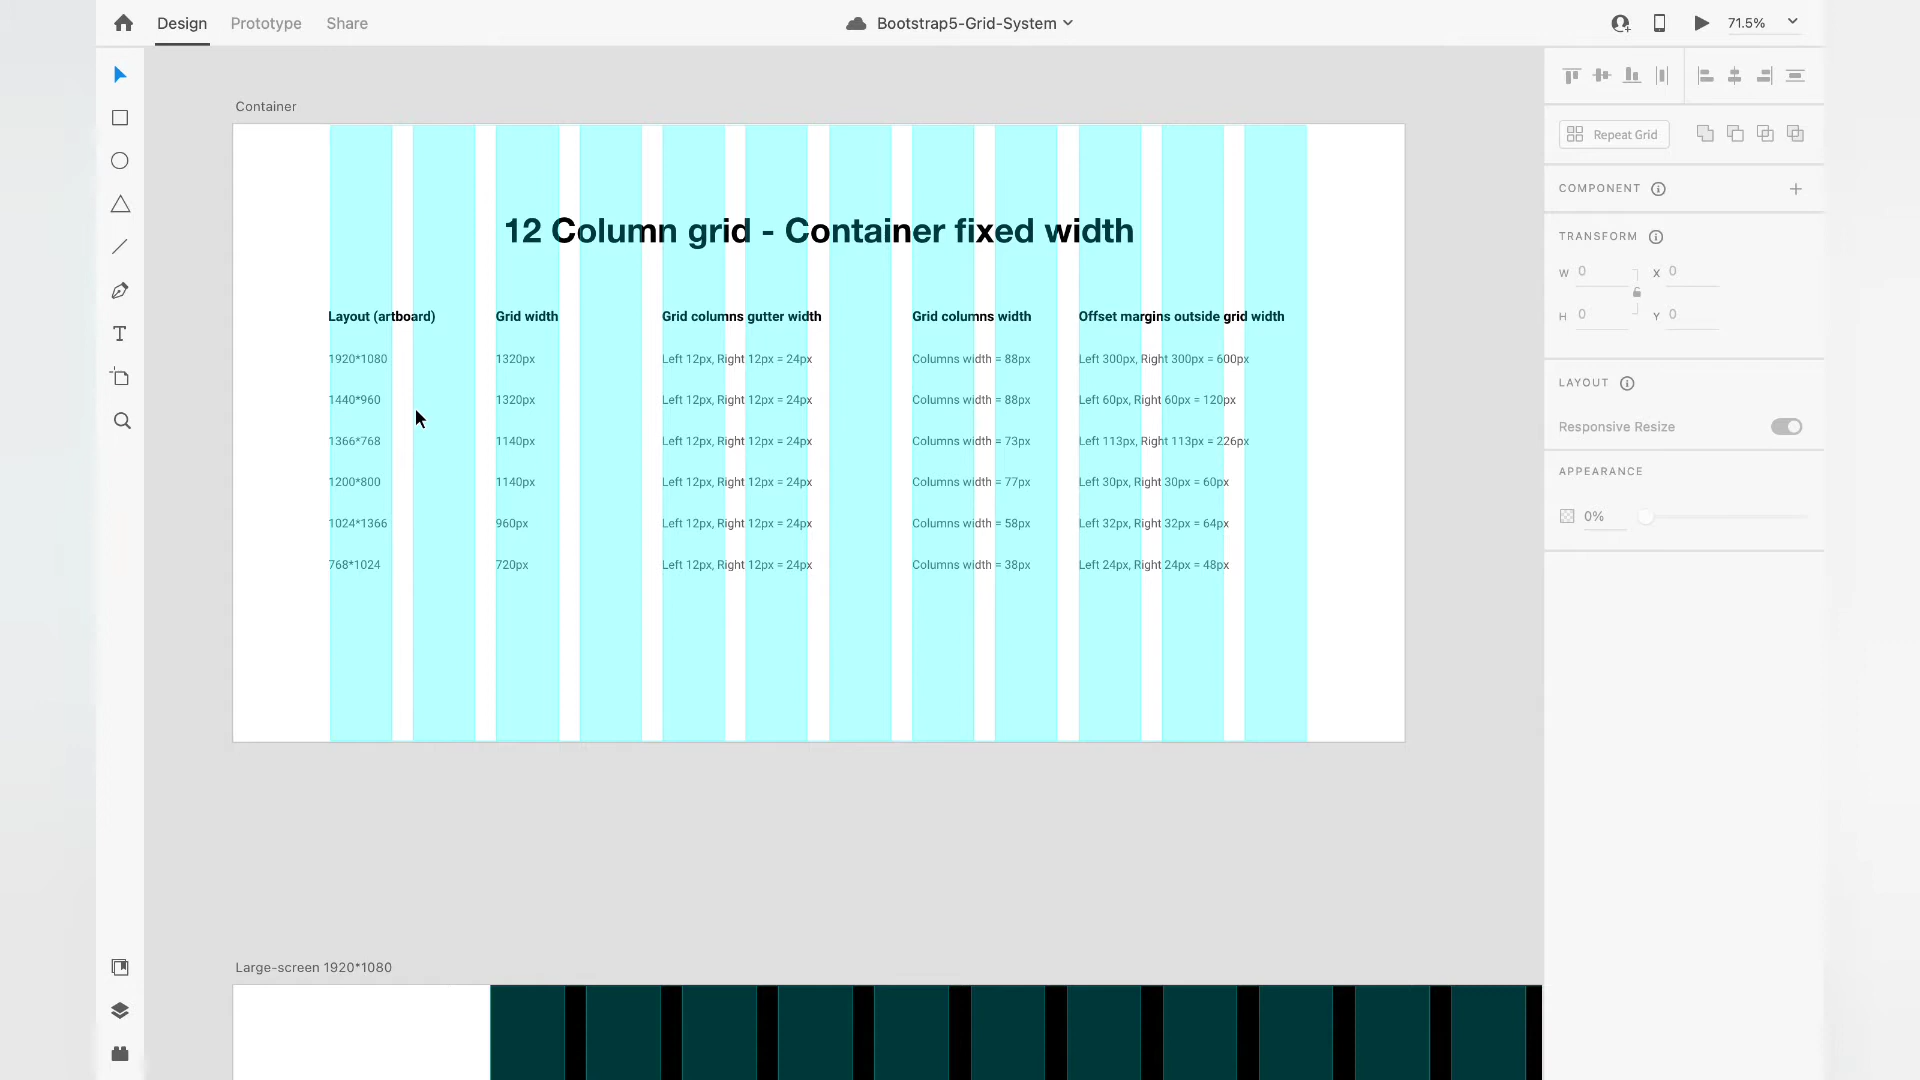 Design Prototype Share Bootstrap5-Grid-System 71.5%
Container
12 Column grid - Container fixed width
Layout (artboard) Grid width Grid columns gutter width Grid columns width Offset margins outside grid width
1920*1080 1320px Left 12px, Right 12px = 24px Columns width = 88px Left 300px, Right 300px = 600px
1440*960 1320px Left 12px, Right 12px = 24px Columns width = 88px Left 60px, Right 60px = 120px
1366*768 1140px Left 12px, Right 12px = 24px Columns width = 73px Left 113px, Right 113px = 226px
1200*800 1140px Left 12px, Right 12px = 24px Columns width = 77px Left 30px, Right 30px = 60px
1024*1366 960px Left 12px, Right 12px = 24px Columns width = 58px Left 32px, Right 32px = 64px
768*1024 720px Left 12px, Right 12px = 24px Columns width = 38px Left 24px, Right 24px = 48px
Large-screen 1920*1080
T
Repeat Grid
COMPONENT
TRANSFORM
W 0 X 0
H 0 Y 0
LAYOUT
Responsive Resize
APPEARANCE
0%